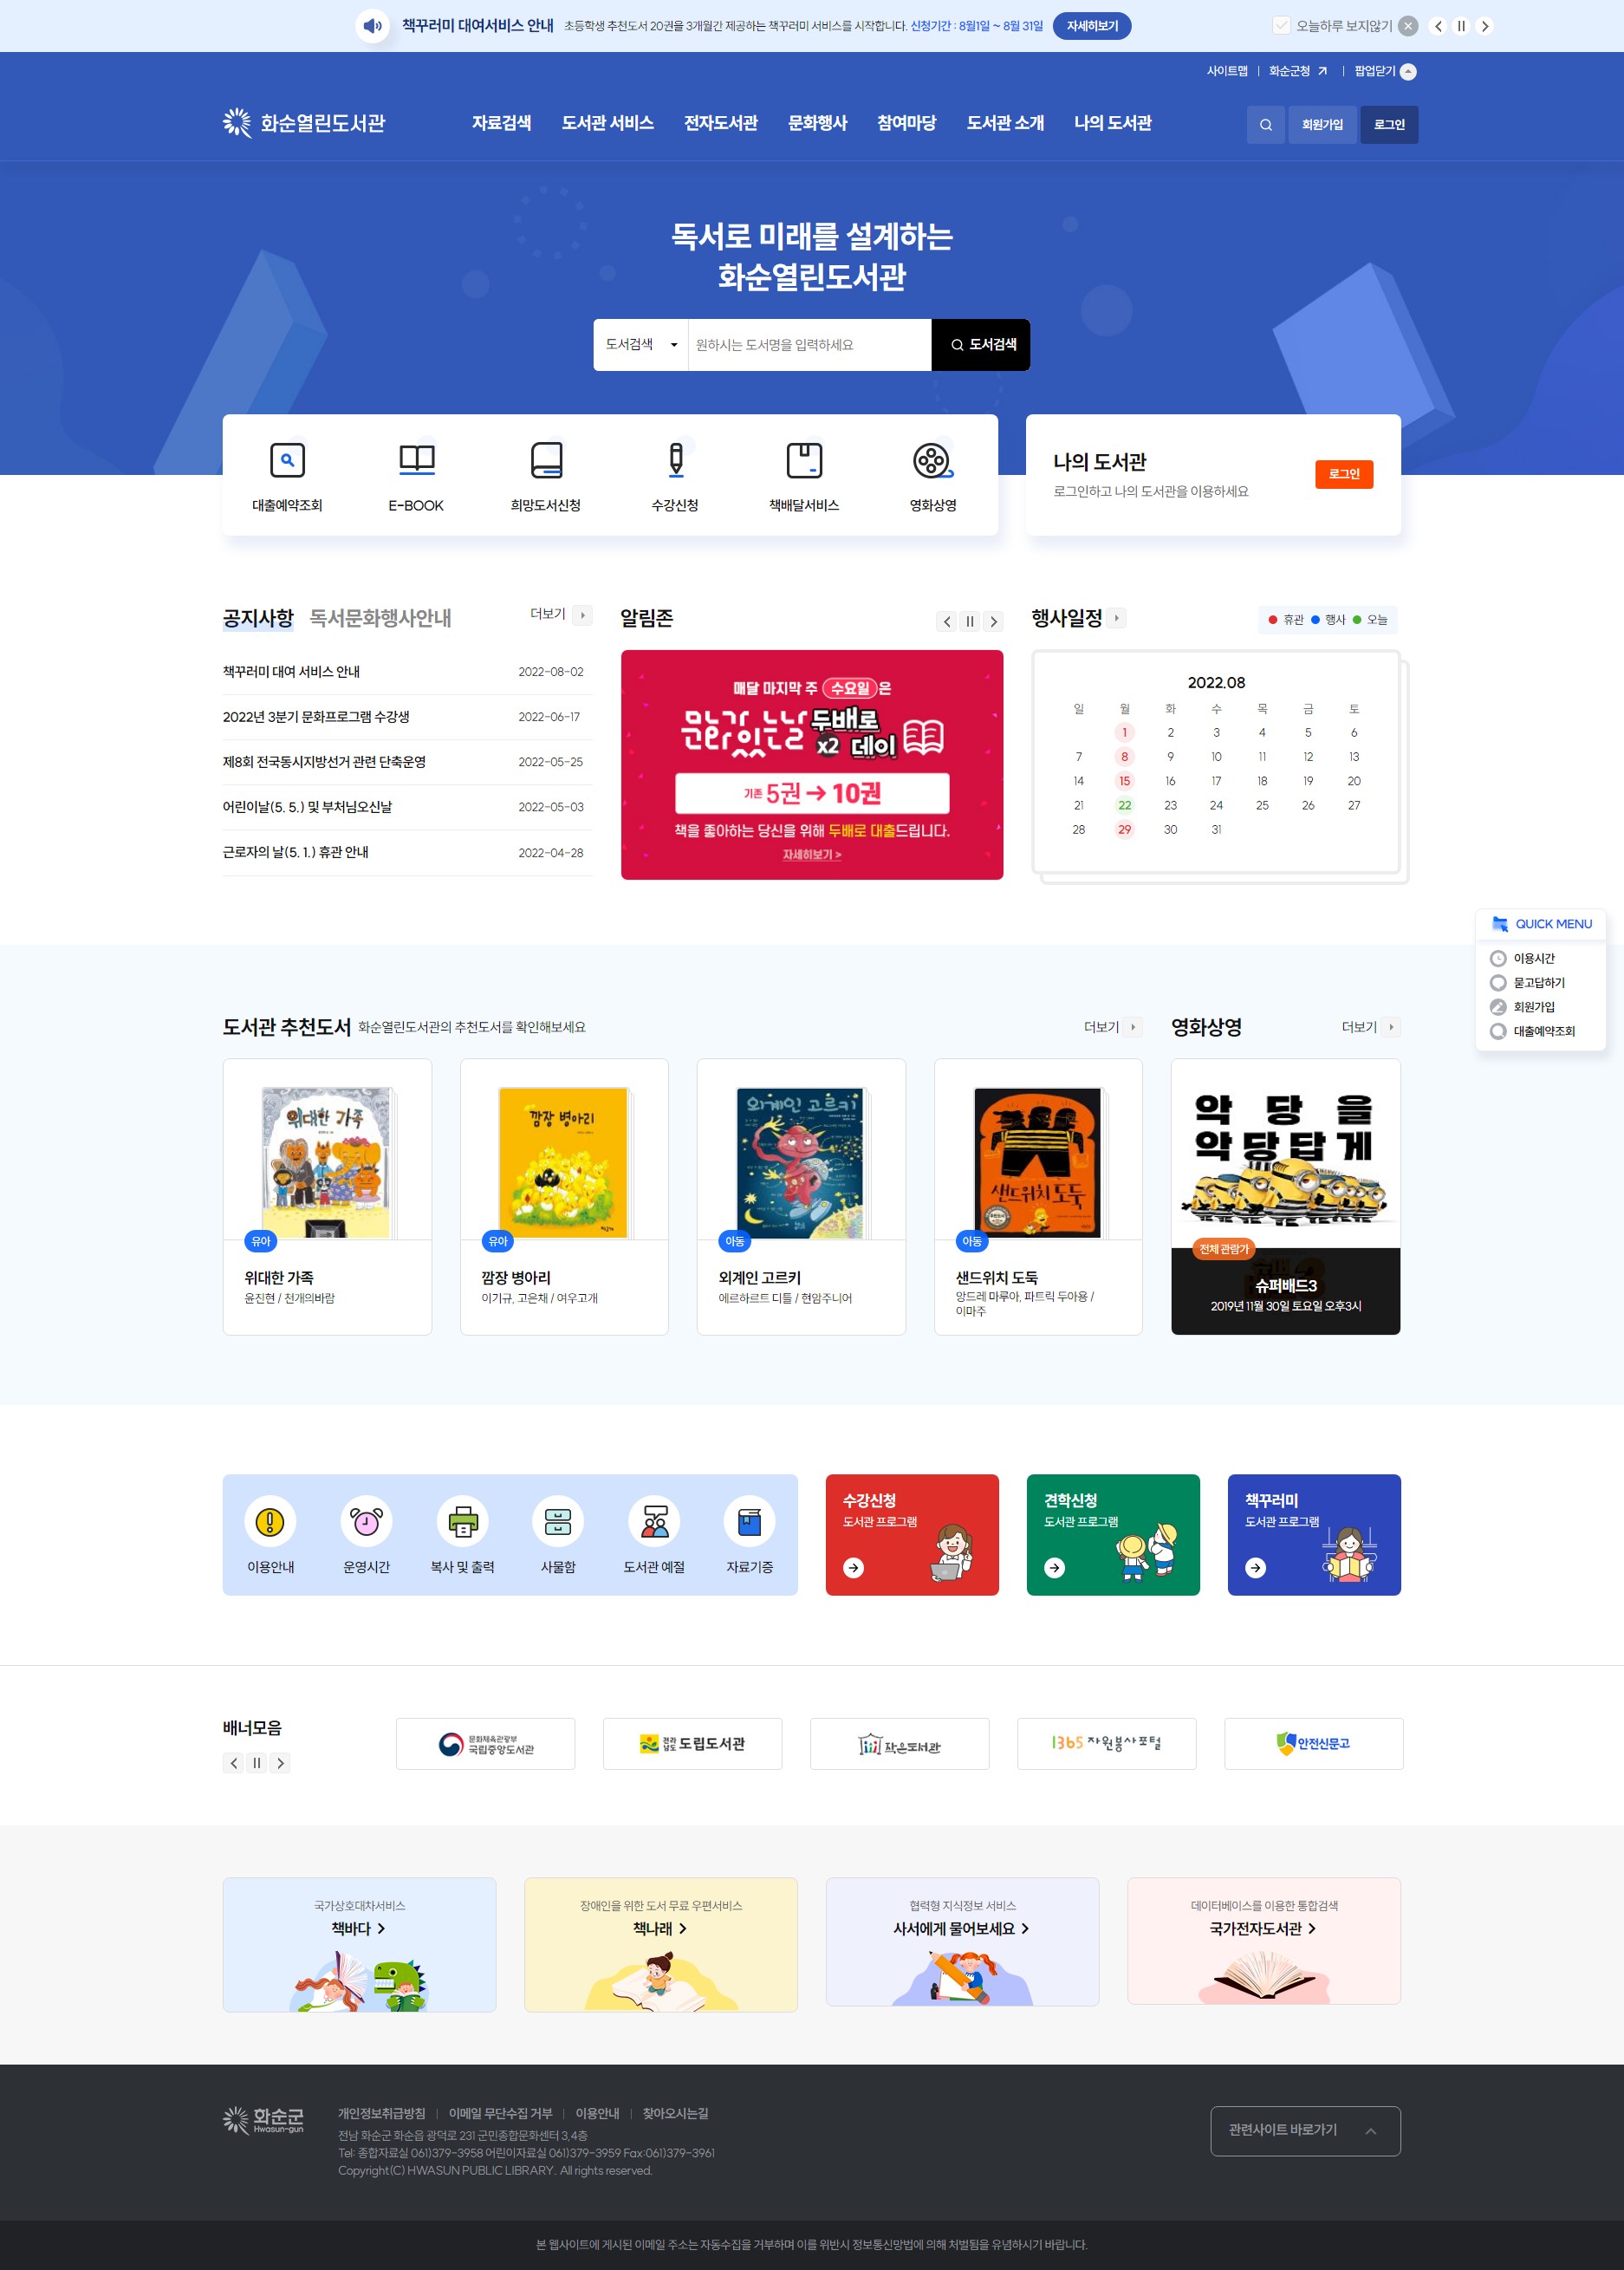 책꾸러미 대여서비스 안내 초등학생 추천도서 20권을 3개월간 제공하는 책꾸러미 서비스를 시작합니다. 신청기간 : 8월1일 ~ 8월 31일 자세히보기 오늘하루 보지않기
사이트맵 화순군청 팝업닫기
화순열린도서관 자료검색 도서관 서비스 전자도서관 문화행사 참여마당 도서관 소개 나의 도서관 회원가입 로그인
독서로 미래를 설계하는
화순열린도서관
도서검색 원하시는 도서명을 입력하세요 도서검색
대출예약조회 E-BOOK 희망도서신청 수강신청 책배달서비스 영화상영
나의 도서관
로그인하고 나의 도서관을 이용하세요
로그인
공지사항 독서문화행사안내 더보기
책꾸러미 대여 서비스 안내 2022-08-02
2022년 3분기 문화프로그램 수강생 2022-06-17
제8회 전국동시지방선거 관련 단축운영 2022-05-25
어린이날(5. 5.) 및 부처님오신날 2022-05-03
근로자의 날(5. 1.) 휴관 안내 2022-04-28
알림존
매달 마지막 주 수요일은
문화가 있는 날 두배로
x2 데이
기존 5권 → 10권
책을 좋아하는 당신을 위해 두배로 대출드립니다.
자세히보기 >
행사일정 휴관 행사 오늘
2022.08
일 월 화 수 목 금 토
1 2 3 4 5 6
7 8 9 10 11 12 13
14 15 16 17 18 19 20
21 22 23 24 25 26 27
28 29 30 31
QUICK MENU
이용시간
묻고답하기
회원가입
대출예약조회
도서관 추천도서 화순열린도서관의 추천도서를 확인해보세요 더보기
위대한 가족
유아
위대한 가족
윤진현 / 천개의바람
깜장 병아리
유아
깜장 병아리
이기규, 고은채 / 여우고개
외계인 고르키
아동
외계인 고르키
에르하르트 디틀 / 현암주니어
샌드위치 도둑
아동
샌드위치 도둑
앙드레 마루아, 파트릭 두아용 /
이마주
영화상영 더보기
악당을
악당답게
전체 관람가
슈퍼배드3
2019년 11월 30일 토요일 오후3시
이용안내 운영시간 복사 및 출력 사물함 도서관 예절 자료기증
수강신청
도서관 프로그램
견학신청
도서관 프로그램
책꾸러미
도서관 프로그램
배너모음
문화체육관광부
국립중앙도서관
전라남도 도립도서관
작은도서관
1365 자원봉사포털
안전신문고
국가상호대차서비스
책바다
장애인을 위한 도서 무료 우편서비스
책나래
협력형 지식정보 서비스
사서에게 물어보세요
데이터베이스를 이용한 통합검색
국가전자도서관
화순군
Hwasun-gun
개인정보취급방침 이메일 무단수집 거부 이용안내 찾아오시는길
전남 화순군 화순읍 광덕로 231 군민종합문화센터 3,4층
Tel: 종합자료실 061)379-3958 어린이자료실 061)379-3959 Fax:061)379-3961
Copyright(C) HWASUN PUBLIC LIBRARY. All rights reserved.
관련사이트 바로가기
본 웹사이트에 게시된 이메일 주소는 자동수집을 거부하며 이를 위반시 정보통신망법에 의해 처벌됨을 유념하시기 바랍니다.